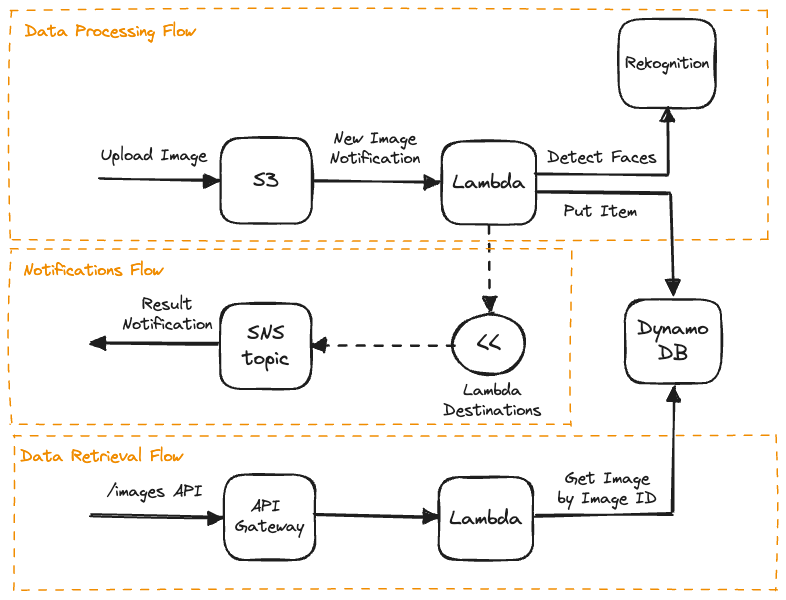 Data Processing Flow
Rekognition
Upload Image
S3
New Image
Notification
Lambda
Detect Faces
Put Item
Notifications Flow
Result
Notification
SNS
topic
<<
Lambda
Destinations
Dynamo
DB
Data Retrieval Flow
/images API
API
Gateway
Lambda
Get Image
by Image ID